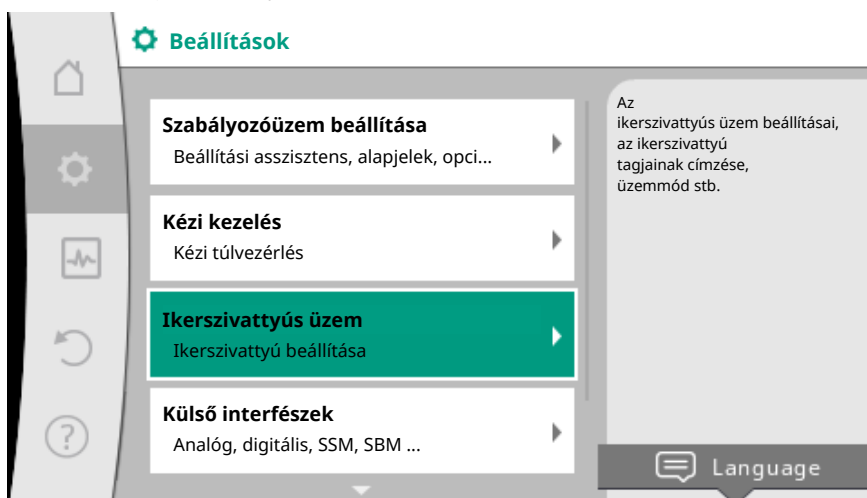 Beállítások
Szabályozóüzem beállítása
Beállítási asszisztens, alapjelek, opci...
Kézi kezelés
Kézi túlvezérlés
Ikerszivattyús üzem
Ikerszivattyú beállítása
Külső interfészek
Analóg, digitális, SSM, SBM ...
Az
ikerszivattyús üzem beállításai,
az ikerszivattyú
tagjainak címzése,
üzemmód stb.
Language